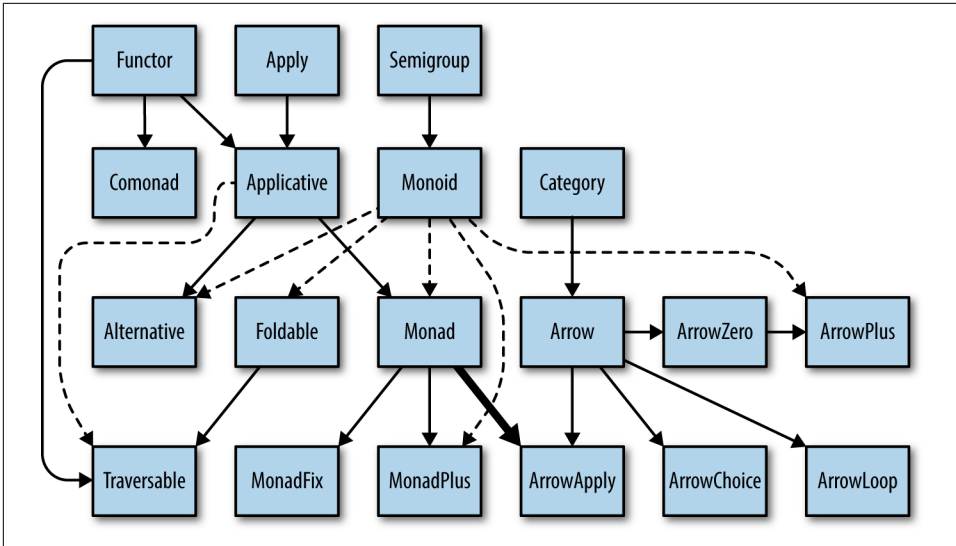 Functor
Apply
Semigroup
Comonad
Applicative
Monoid
Category
Alternative
Foldable
Monad
Arrow
ArrowZero
ArrowPlus
Traversable
MonadFix
MonadPlus
ArrowApply
ArrowChoice
ArrowLoop